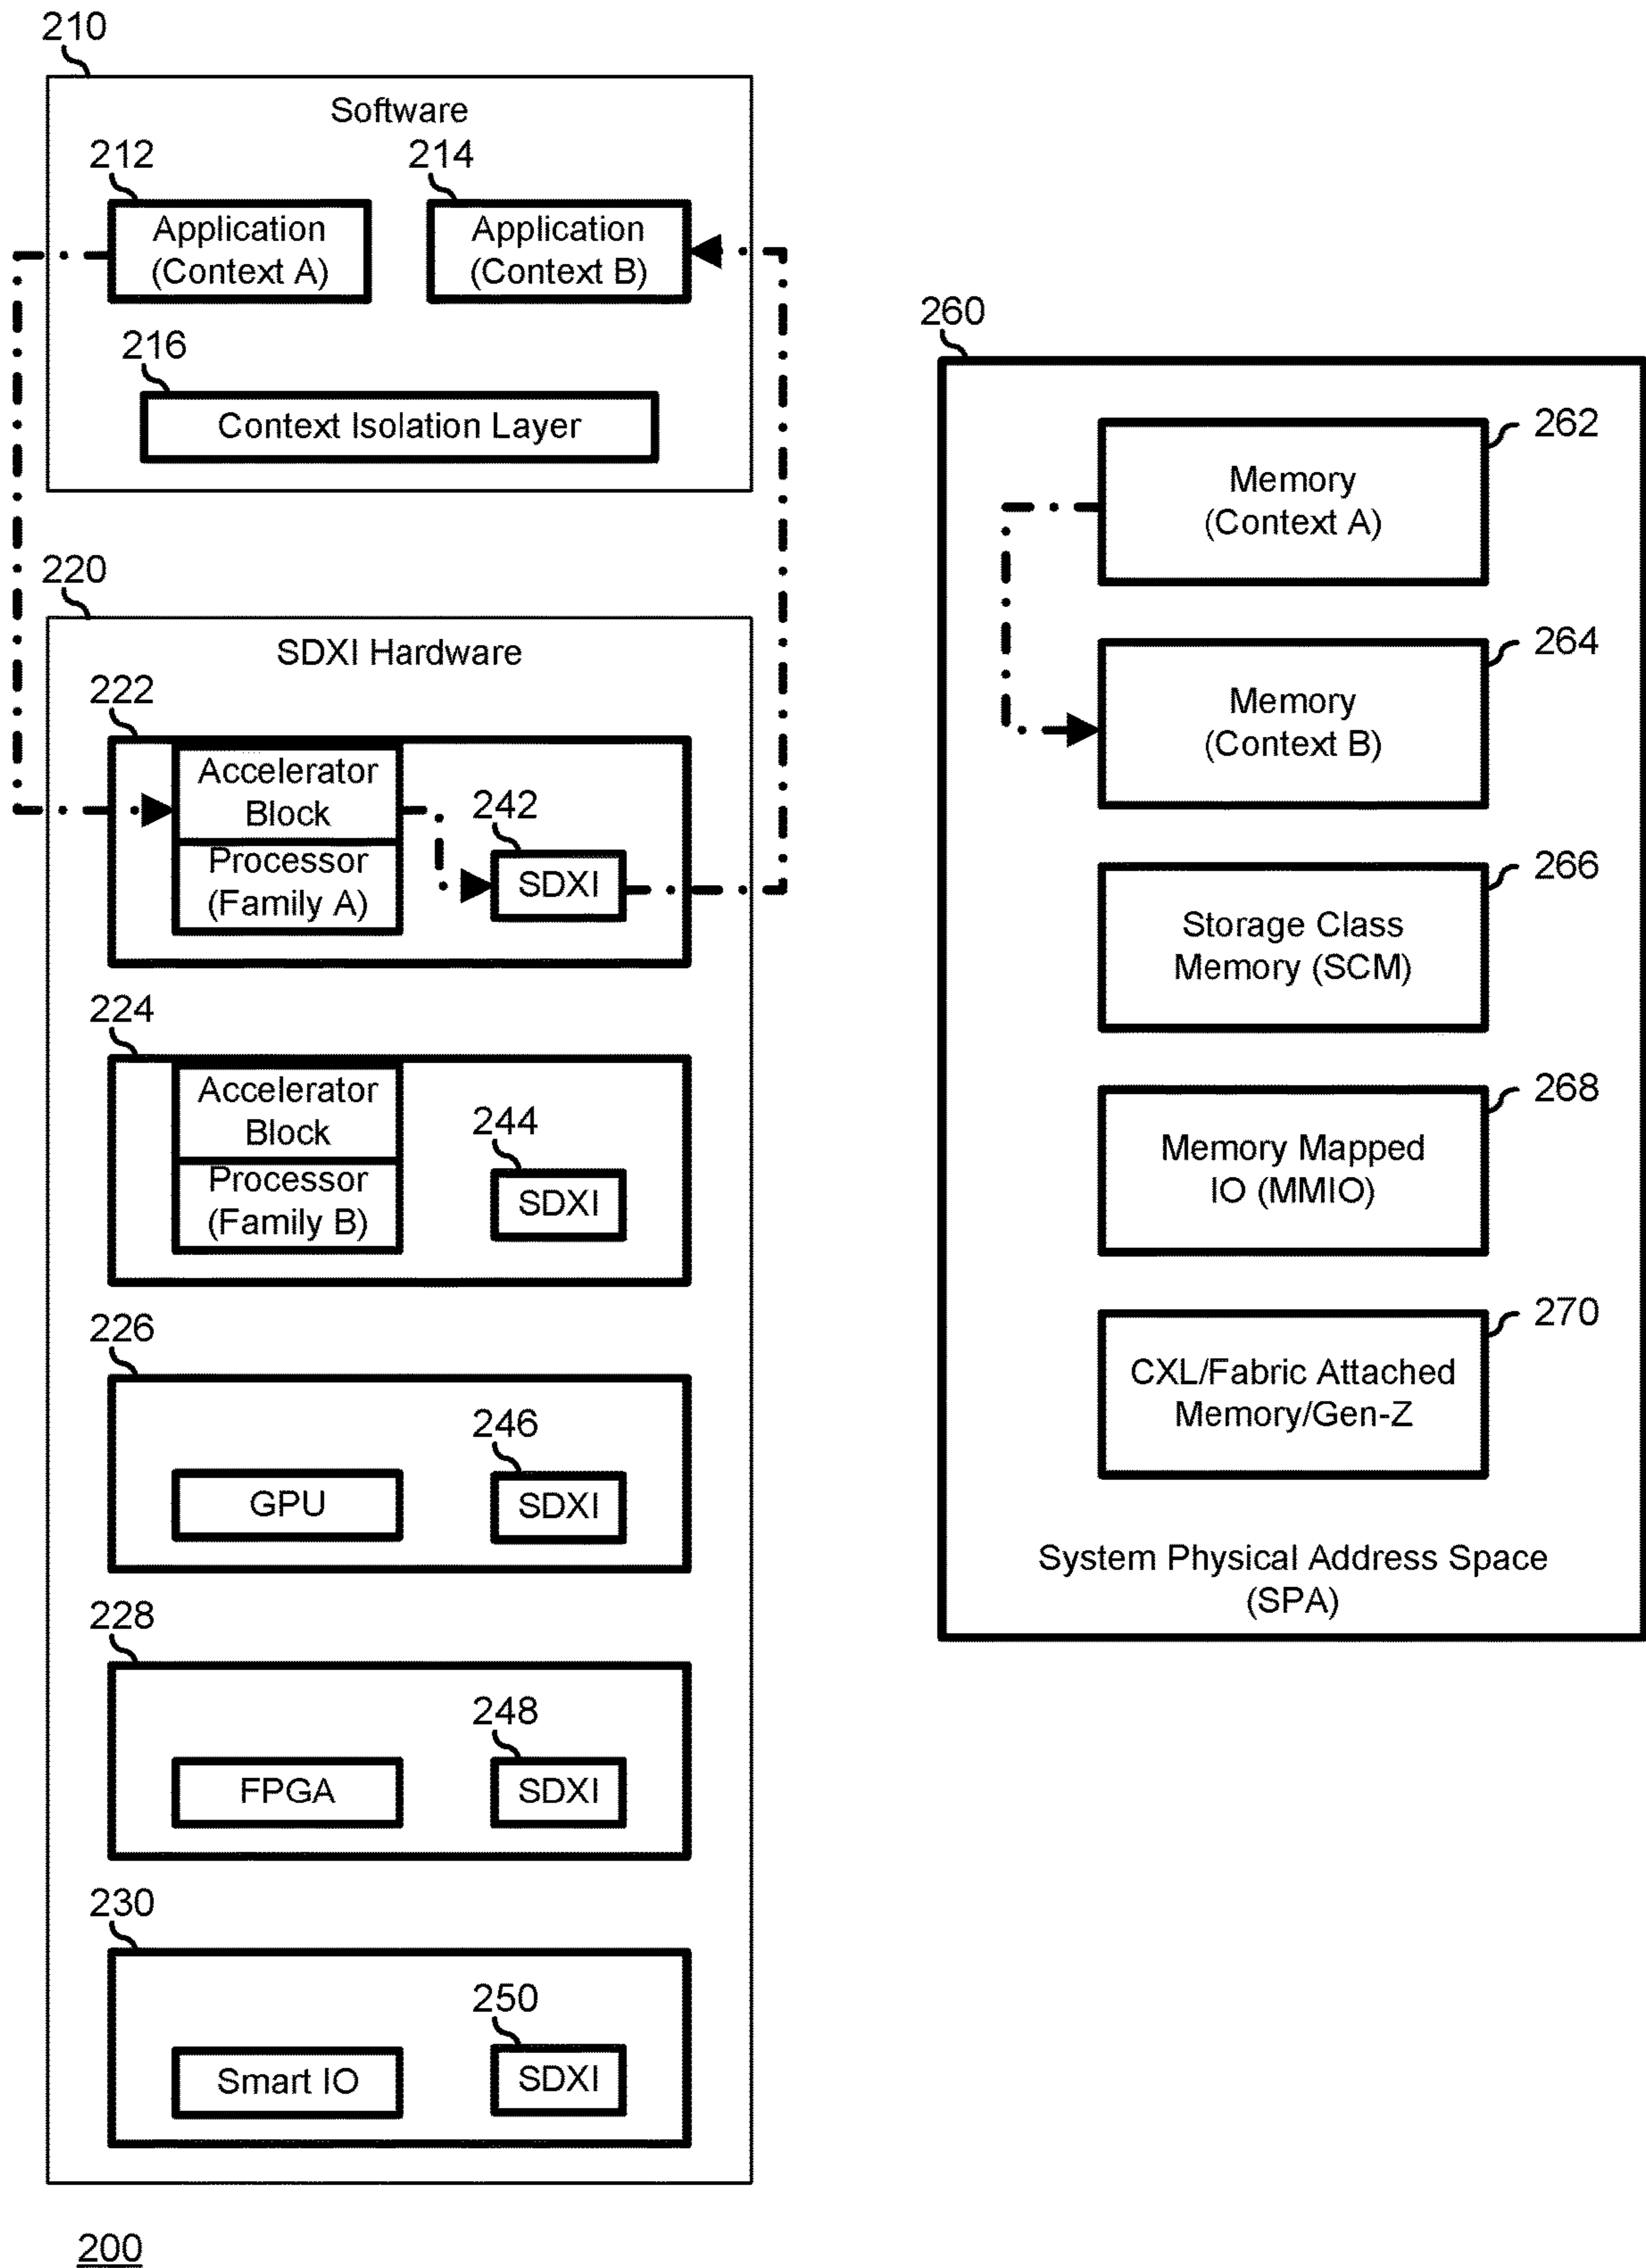 210
Software
212
214
Application
(Context A)
Application
(Context B)
216
Context Isolation Layer
220
SDXI Hardware
222
Accelerator
Block
Processor
(Family A)
242
SDXI
224
Accelerator
Block
Processor
(Family B)
244
SDXI
226
GPU
246
SDXI
228
FPGA
248
SDXI
230
Smart IO
250
SDXI
260
262
Memory
(Context A)
264
Memory
(Context B)
266
Storage Class
Memory (SCM)
268
Memory Mapped
IO (MMIO)
270
CXL/Fabric Attached
Memory/Gen-Z
System Physical Address Space
(SPA)
200